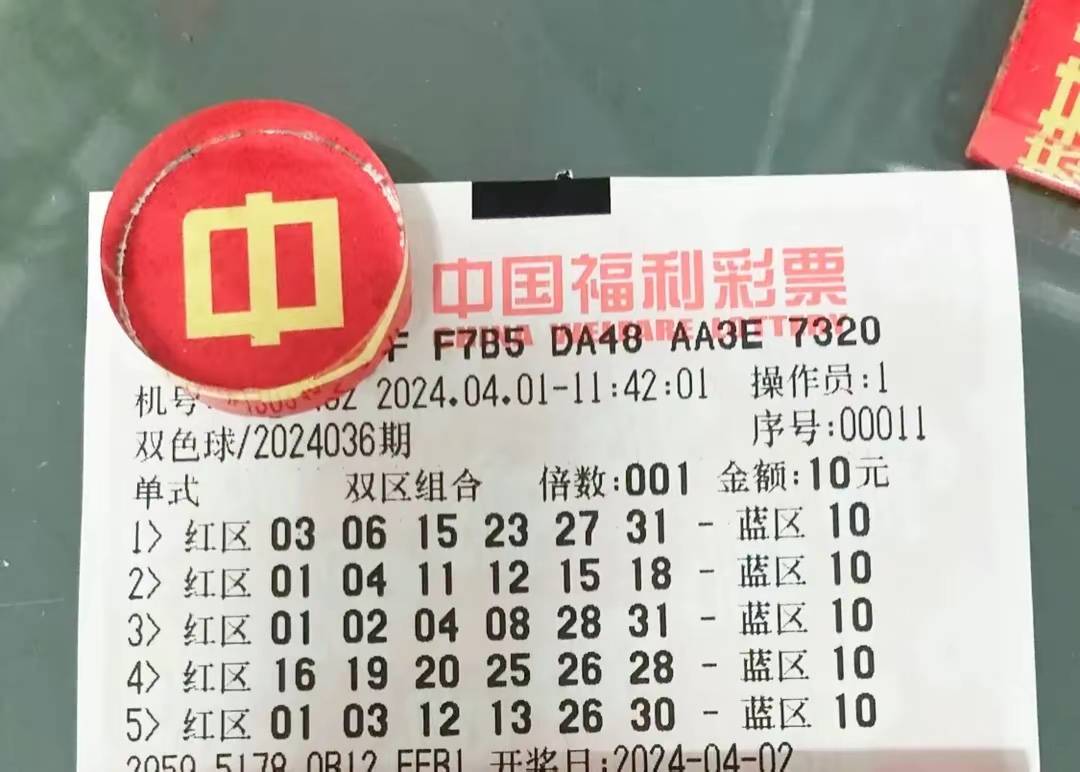 中
中国福利彩票
CHINA WELFARE LOTTERY
F7B5 DA48 AA3E 7320
机号: 2024.04.01-11:42:01 操作员:1
双色球/2024036期 序号:00011
单式 双区组合 倍数:001 金额:10元
1> 红区 03 06 15 23 27 31 - 蓝区 10
2> 红区 01 04 11 12 15 18 - 蓝区 10
3> 红区 01 02 04 08 28 31 - 蓝区 10
4> 红区 16 19 20 25 26 28 - 蓝区 10
5> 红区 01 03 12 13 26 30 - 蓝区 10
开奖日:2024-04-02